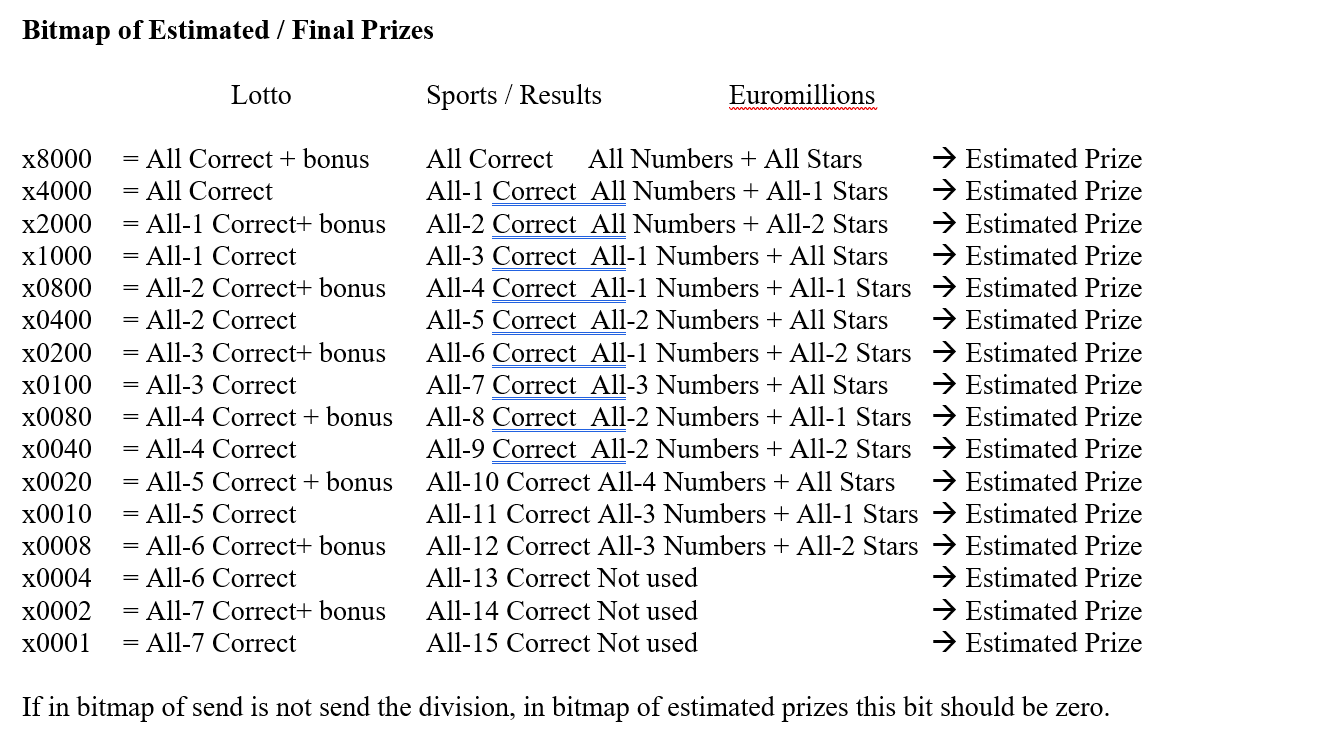 Bitmap of Estimated / Final Prizes
Lotto Sports / Results Euromillions
x8000 = All Correct + bonus All Correct All Numbers + All Stars → Estimated Prize
x4000 = All Correct All-1 Correct All Numbers + All-1 Stars → Estimated Prize
x2000 = All-1 Correct+ bonus All-2 Correct All Numbers + All-2 Stars → Estimated Prize
x1000 = All-1 Correct All-3 Correct All-1 Numbers + All Stars → Estimated Prize
x0800 = All-2 Correct+ bonus All-4 Correct All-1 Numbers + All-1 Stars → Estimated Prize
x0400 = All-2 Correct All-5 Correct All-2 Numbers + All Stars → Estimated Prize
x0200 = All-3 Correct+ bonus All-6 Correct All-1 Numbers + All-2 Stars → Estimated Prize
x0100 = All-3 Correct All-7 Correct All-3 Numbers + All Stars → Estimated Prize
x0080 = All-4 Correct + bonus All-8 Correct All-2 Numbers + All-1 Stars → Estimated Prize
x0040 = All-4 Correct All-9 Correct All-2 Numbers + All-2 Stars → Estimated Prize
x0020 = All-5 Correct + bonus All-10 Correct All-4 Numbers + All Stars → Estimated Prize
x0010 = All-5 Correct All-11 Correct All-3 Numbers + All-1 Stars → Estimated Prize
x0008 = All-6 Correct+ bonus All-12 Correct All-3 Numbers + All-2 Stars → Estimated Prize
x0004 = All-6 Correct All-13 Correct Not used → Estimated Prize
x0002 = All-7 Correct+ bonus All-14 Correct Not used → Estimated Prize
x0001 = All-7 Correct All-15 Correct Not used → Estimated Prize
If in bitmap of send is not send the division, in bitmap of estimated prizes this bit should be zero.